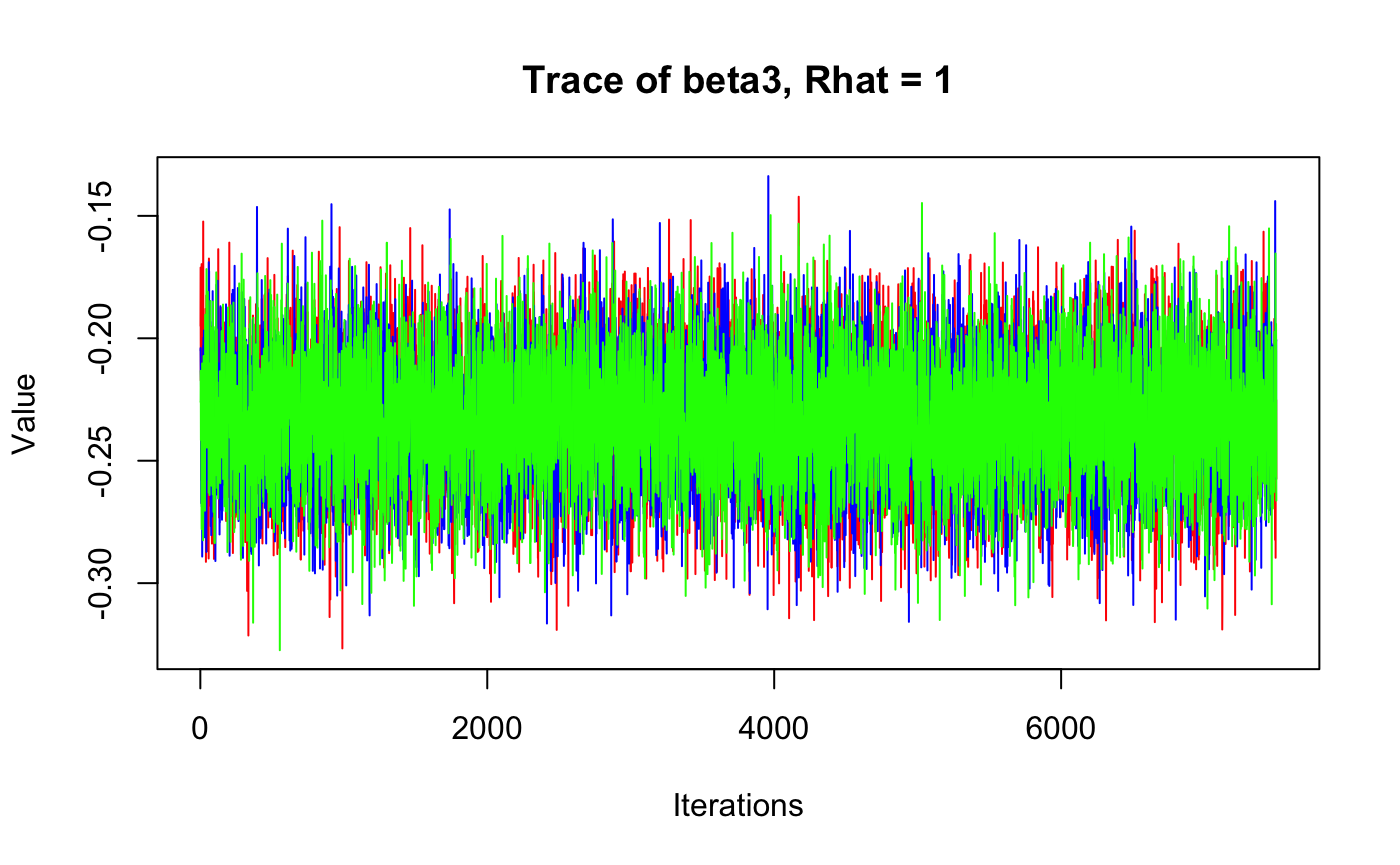 Trace of beta3, Rhat = 1
-0.15
-0.20
-0.25
-0.30
Value
0 2000 4000 6000
Iterations